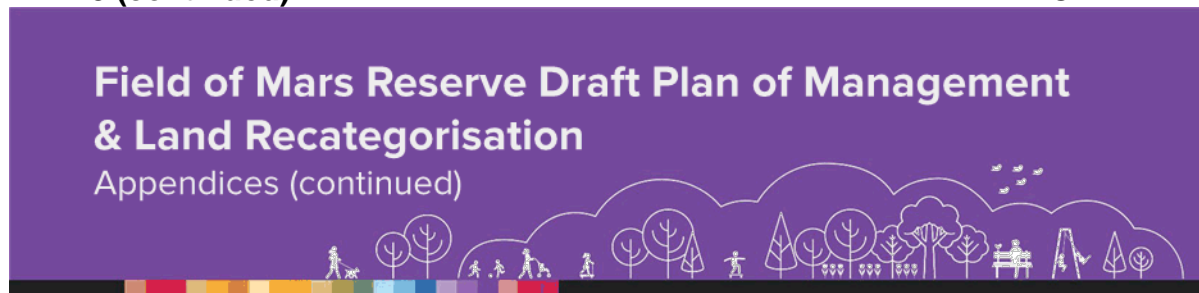 Field of Mars Reserve Draft Plan of Management
& Land Recategorisation
Appendices (continued)